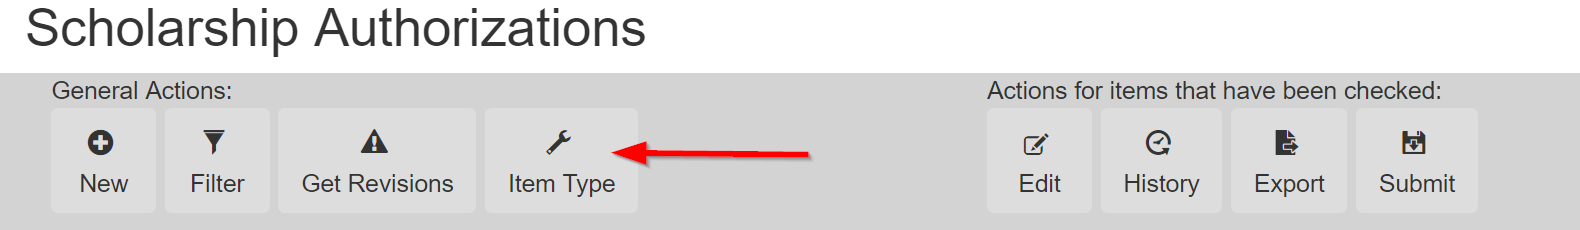 Scholarship Authorizations
General Actions:
Actions for items that have been checked:
New
Filter
Get Revisions
Item Type
Edit
History
Export
Submit